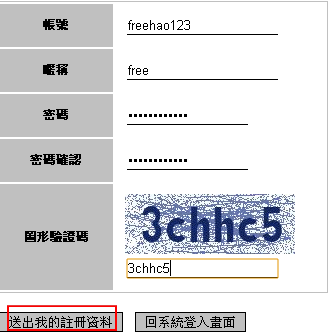 帳號 freehao123
暱稱 free
密碼 ••••••••••••
密碼確認 ••••••••••••
圖形驗證碼 3chhc5
3chhc5
送出我的註冊資料 回系統登入畫面